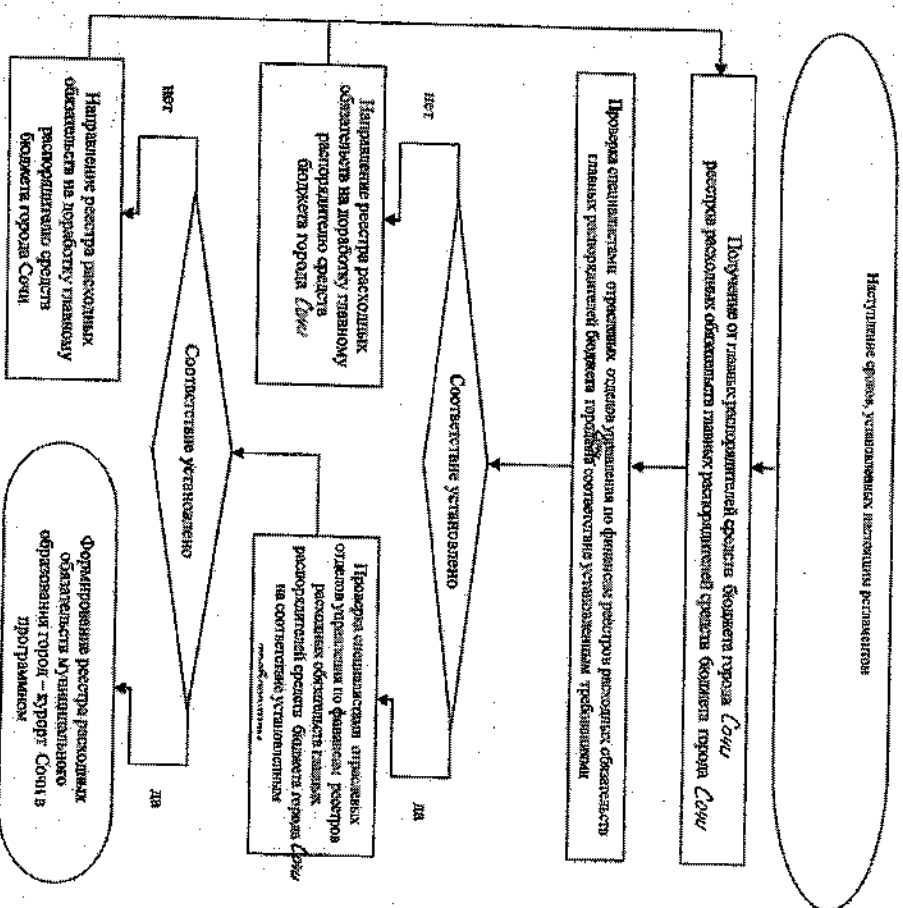 Наступление сроков, установленных настоящим регламентом
Получение от главных распорядителей средств бюджета города Сочи
реестров расходных обязательств главных распорядителей средств бюджета города Сочи
Проверка специалистами отраслевых отделов управления по финансам реестров расходных обязательств
главных распорядителей бюджета города на соответствие установленным требованиям
Соответствие установлено
нет
да
Направление реестра расходных
обязательств на доработку главному
распорядителю средств
бюджета города Сочи
Проверка специалистами отраслевых
отделов управления по финансам реестров
расходных обязательств главных
распорядителей средств бюджета города Сочи
на соответствие установленным
Соответствие установлено
нет
да
Направление реестра расходных
обязательств на доработку главному
распорядителю средств
бюджета города Сочи
Формирование реестра расходных
обязательств муниципального
образования город – курорт Сочи в
программном